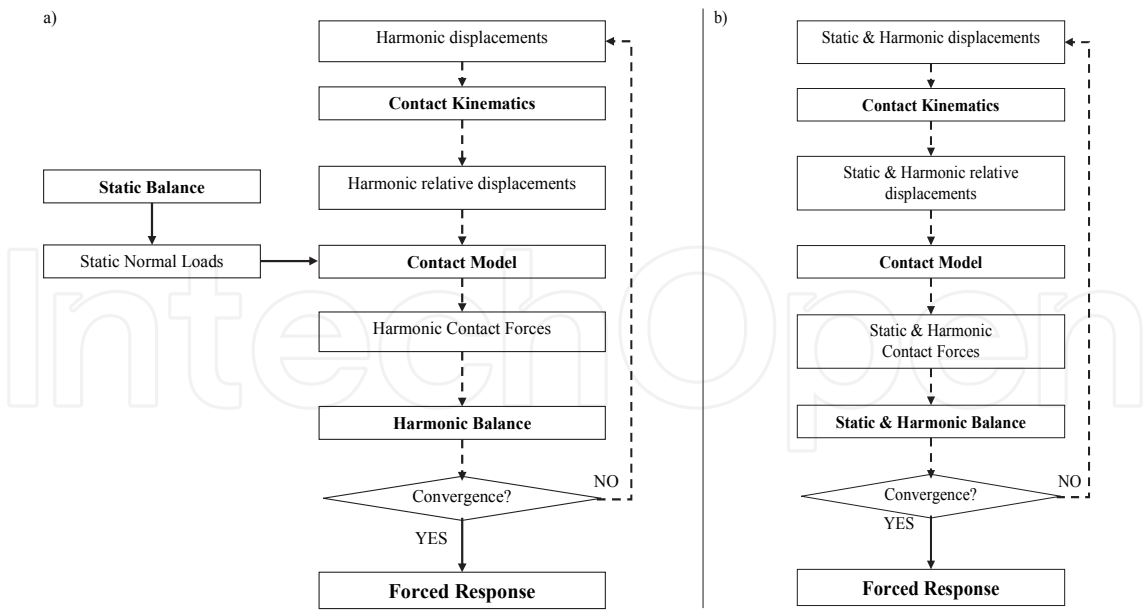 a)
Harmonic displacements
Contact Kinematics
Harmonic relative displacements
Static Balance
Static Normal Loads
Contact Model
Harmonic Contact Forces
Harmonic Balance
Convergence?
NO
YES
Forced Response
b)
Static & Harmonic displacements
Contact Kinematics
Static & Harmonic relative
displacements
Contact Model
Static & Harmonic
Contact Forces
Static & Harmonic Balance
Convergence?
NO
YES
Forced Response
IntechOpen